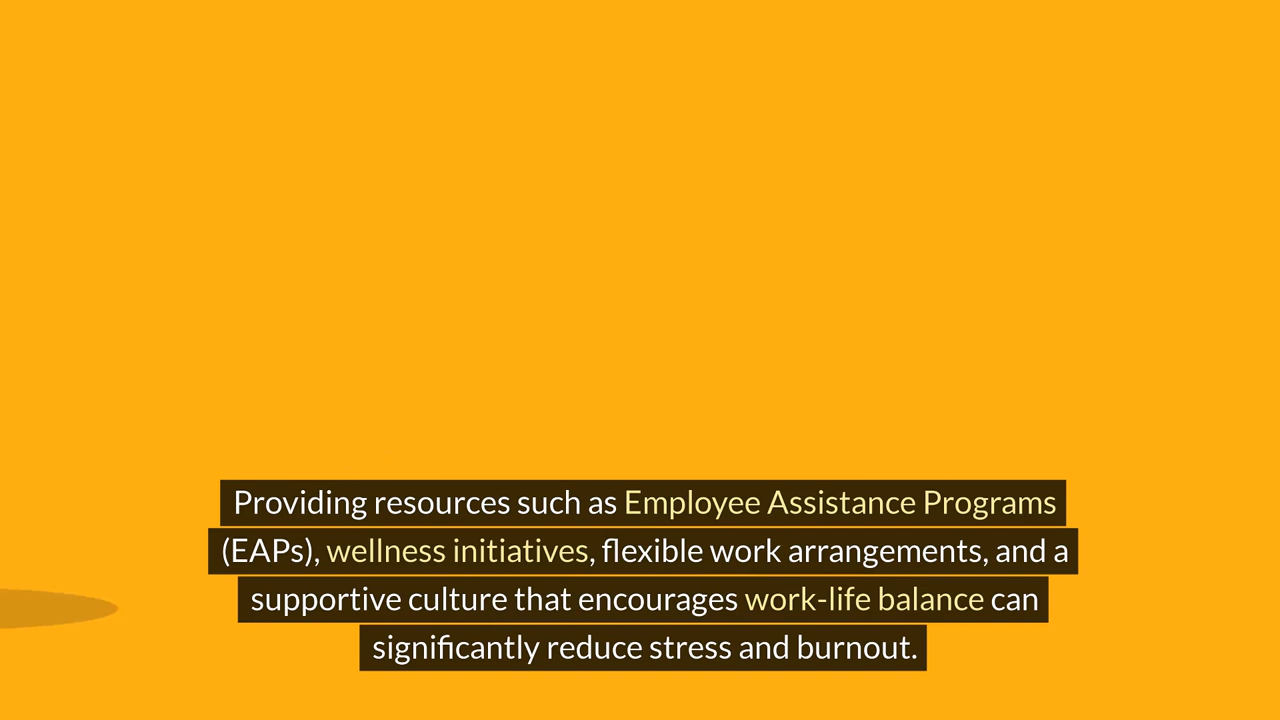 Providing resources such as Employee Assistance Programs
(EAPs), wellness initiatives, flexible work arrangements, and a
supportive culture that encourages work-life balance can
significantly reduce stress and burnout.